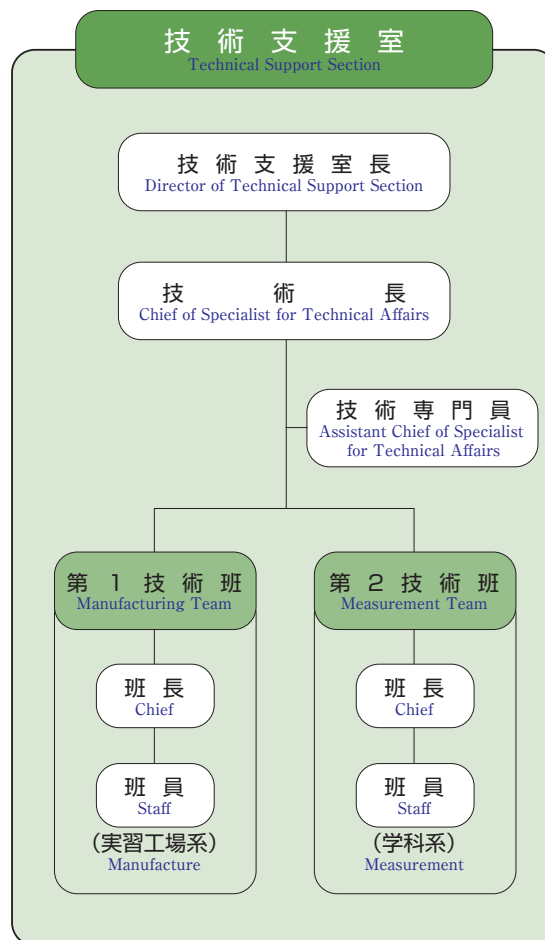 技術支援室
Technical Support Section
技術支援室長
Director of Technical Support Section
技術長
Chief of Specialist for Technical Affairs
技術専門員
Assistant Chief of Specialist
for Technical Affairs
第1技術班
Manufacturing Team
班長
Chief
班員
Staff
(実習工場系)
Manufacture
第2技術班
Measurement Team
班長
Chief
班員
Staff
(学科系)
Measurement